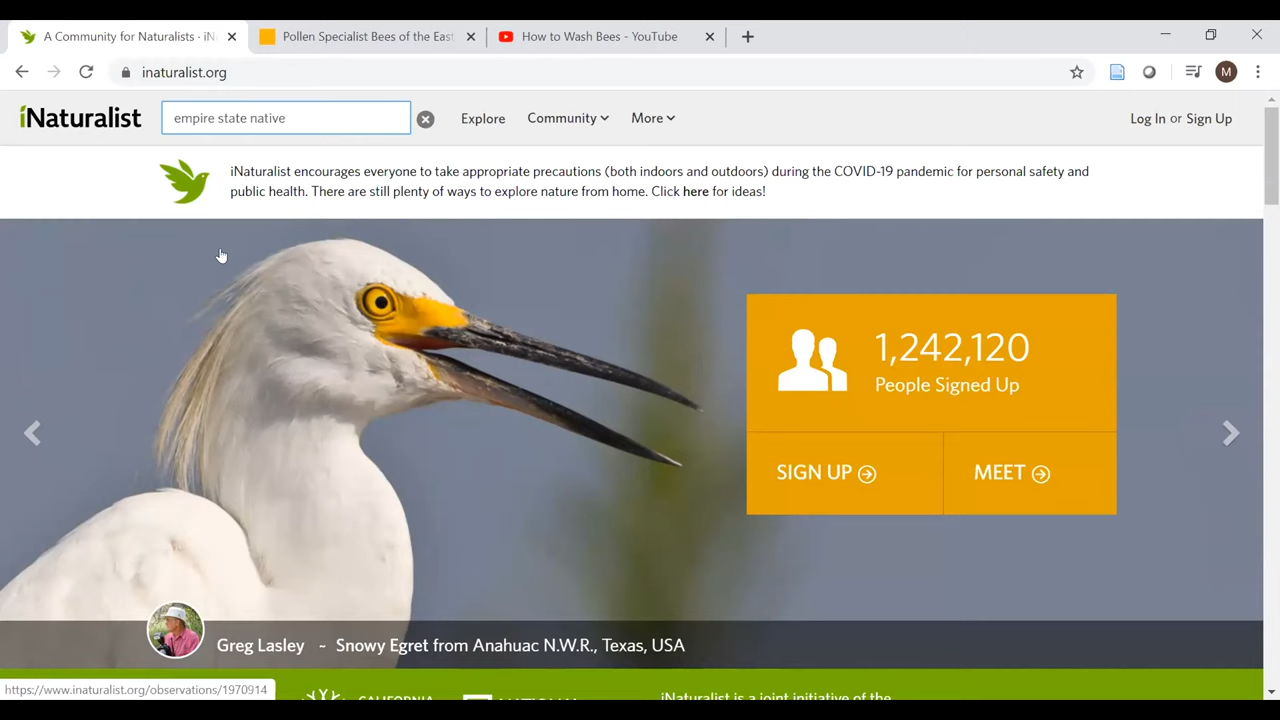 A Community for Naturalists · iN
Pollen Specialist Bees of the East
How to Wash Bees - YouTube
inaturalist.org
M
iNaturalist
empire state native
Explore
Community
More
Log In or Sign Up
iNaturalist encourages everyone to take appropriate precautions (both indoors and outdoors) during the COVID-19 pandemic for personal safety and
public health. There are still plenty of ways to explore nature from home. Click here for ideas!
1,242,120
People Signed Up
SIGN UP
MEET
Greg Lasley ~ Snowy Egret from Anahuac N.W.R., Texas, USA
https://www.inaturalist.org/observations/1970914
CALIFORNIA
NATIONAL
iNaturalist is a joint initiative of the